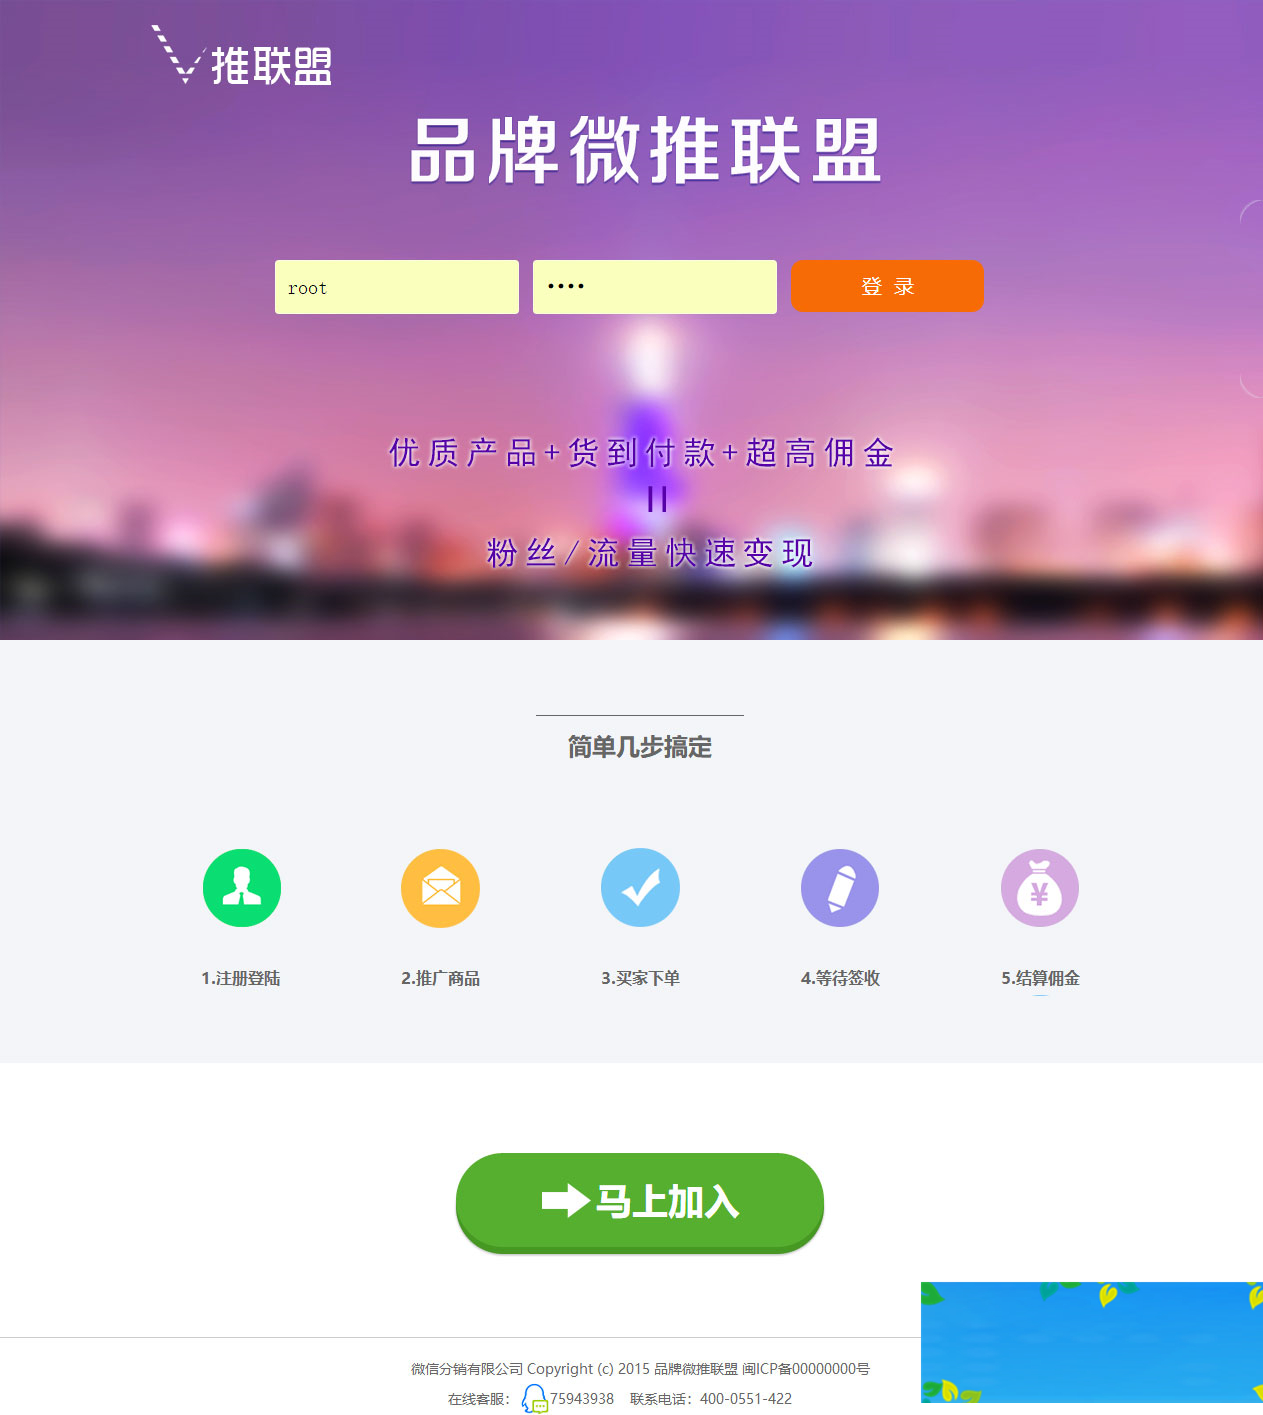 推联盟
品牌微推联盟
root
••••
登 录
优质产品+货到付款+超高佣金
=
粉丝/流量快速变现
简单几步搞定
¥
1.注册登陆 2.推广商品 3.买家下单 4.等待签收 5.结算佣金
马上加入
微信分销有限公司 Copyright (c) 2015 品牌微推联盟 闽ICP备00000000号
在线客服： 75943938 联系电话：400-0551-422